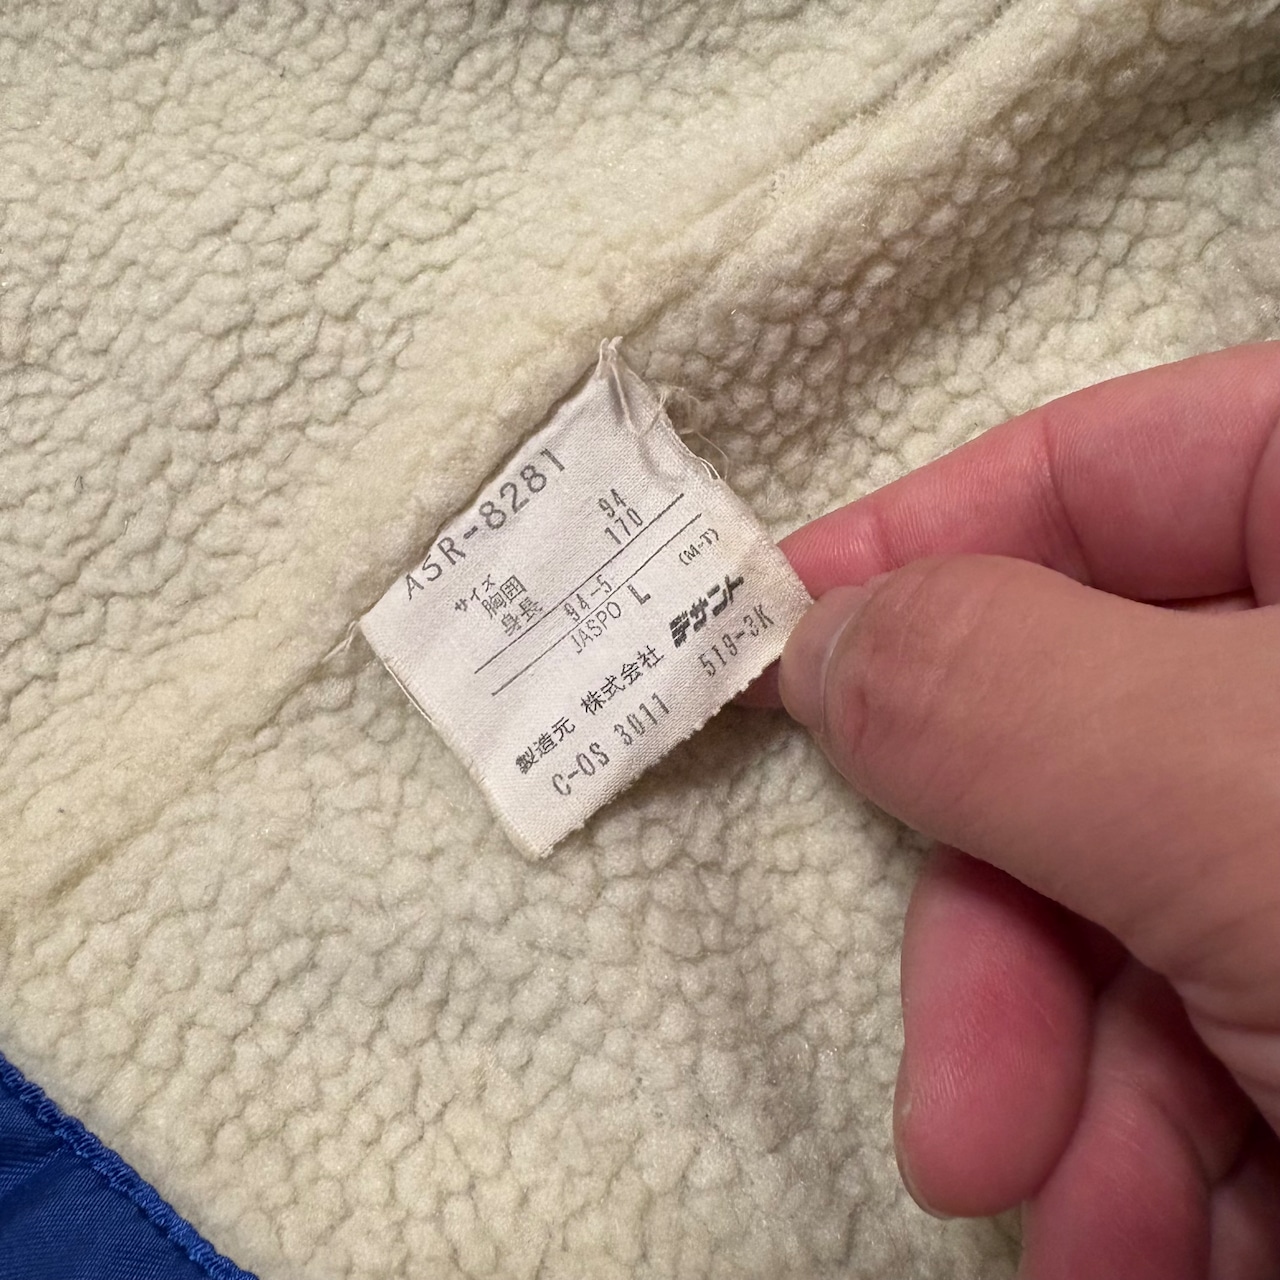 ASR-8281
サイズ
胸囲 94
身長 170
94-5
JASPO L (M-T)
製造元 株式会社 デサント
C-OS 3011 519-3K